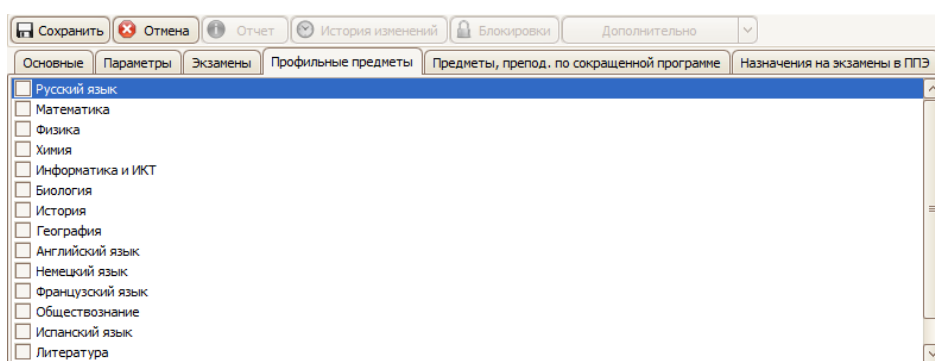 Сохранить Отмена Отчет История изменений Блокировки Дополнительно
Основные Параметры Экзамены Профильные предметы Предметы, препод. по сокращенной программе Назначения на экзамены в ППЭ
Русский язык
Математика
Физика
Химия
Информатика и ИКТ
Биология
История
География
Английский язык
Немецкий язык
Французский язык
Обществознание
Испанский язык
Литература